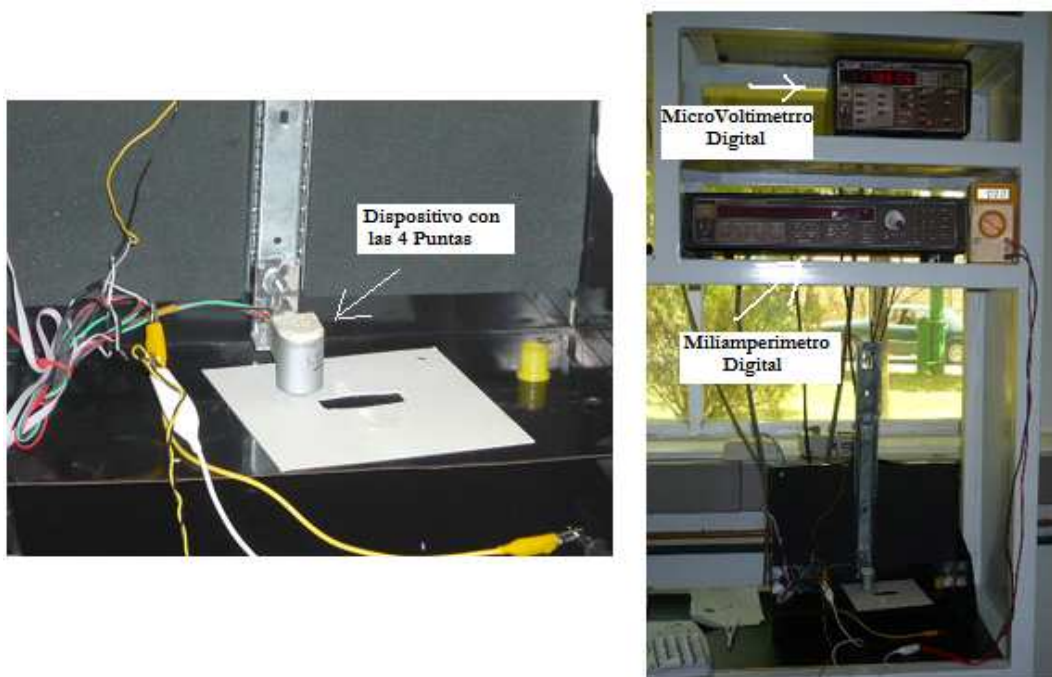 Dispositivo con
las 4 Puntas
MicroVoltimetrro
Digital
Miliamperimetro
Digital